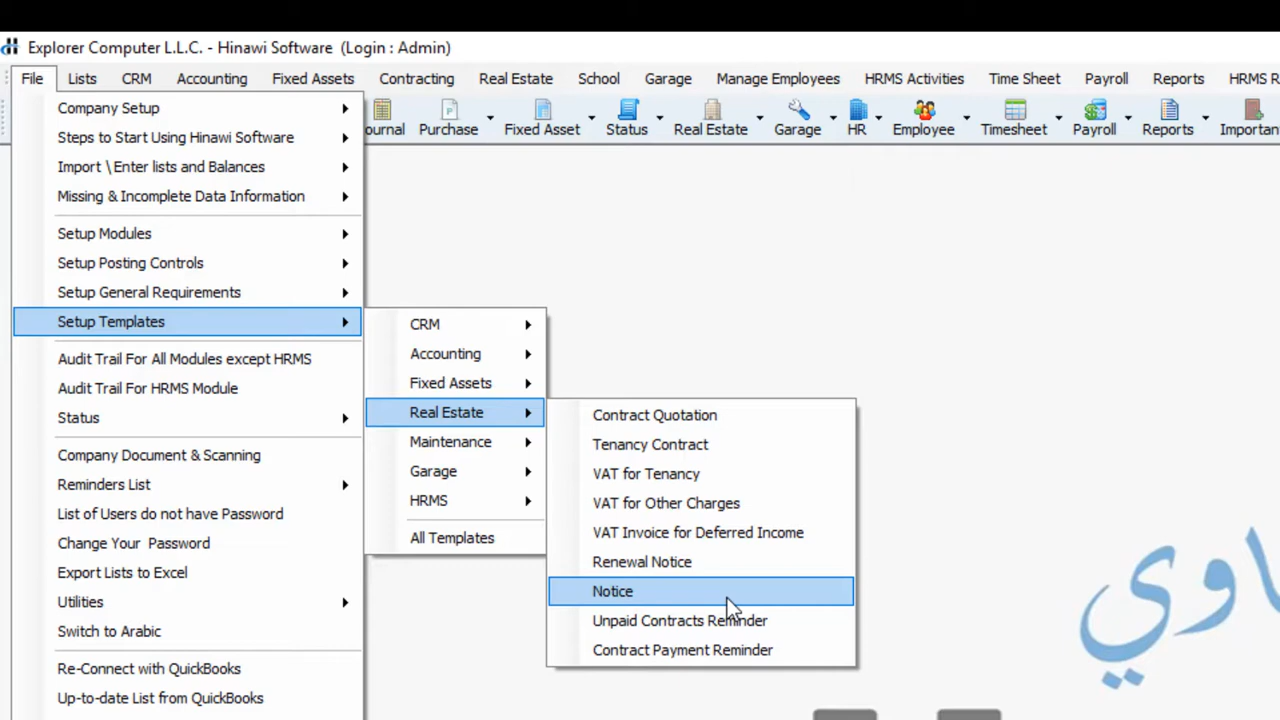 Explorer Computer L.L.C. - Hinawi Software (Login : Admin)
File Lists CRM Accounting Fixed Assets Contracting Real Estate School Garage Manage Employees HRMS Activities Time Sheet Payroll Reports HRMS R
ournal Purchase Fixed Asset Status Real Estate Garage HR Employee Timesheet Payroll Reports Importan
Company Setup
Steps to Start Using Hinawi Software
Import \Enter lists and Balances
Missing & Incomplete Data Information
Setup Modules
Setup Posting Controls
Setup General Requirements
Setup Templates
Audit Trail For All Modules except HRMS
Audit Trail For HRMS Module
Status
Company Document & Scanning
Reminders List
List of Users do not have Password
Change Your Password
Export Lists to Excel
Utilities
Switch to Arabic
Re-Connect with QuickBooks
Up-to-date List from QuickBooks
CRM
Accounting
Fixed Assets
Real Estate
Maintenance
Garage
HRMS
All Templates
Contract Quotation
Tenancy Contract
VAT for Tenancy
VAT for Other Charges
VAT Invoice for Deferred Income
Renewal Notice
Notice
Unpaid Contracts Reminder
Contract Payment Reminder